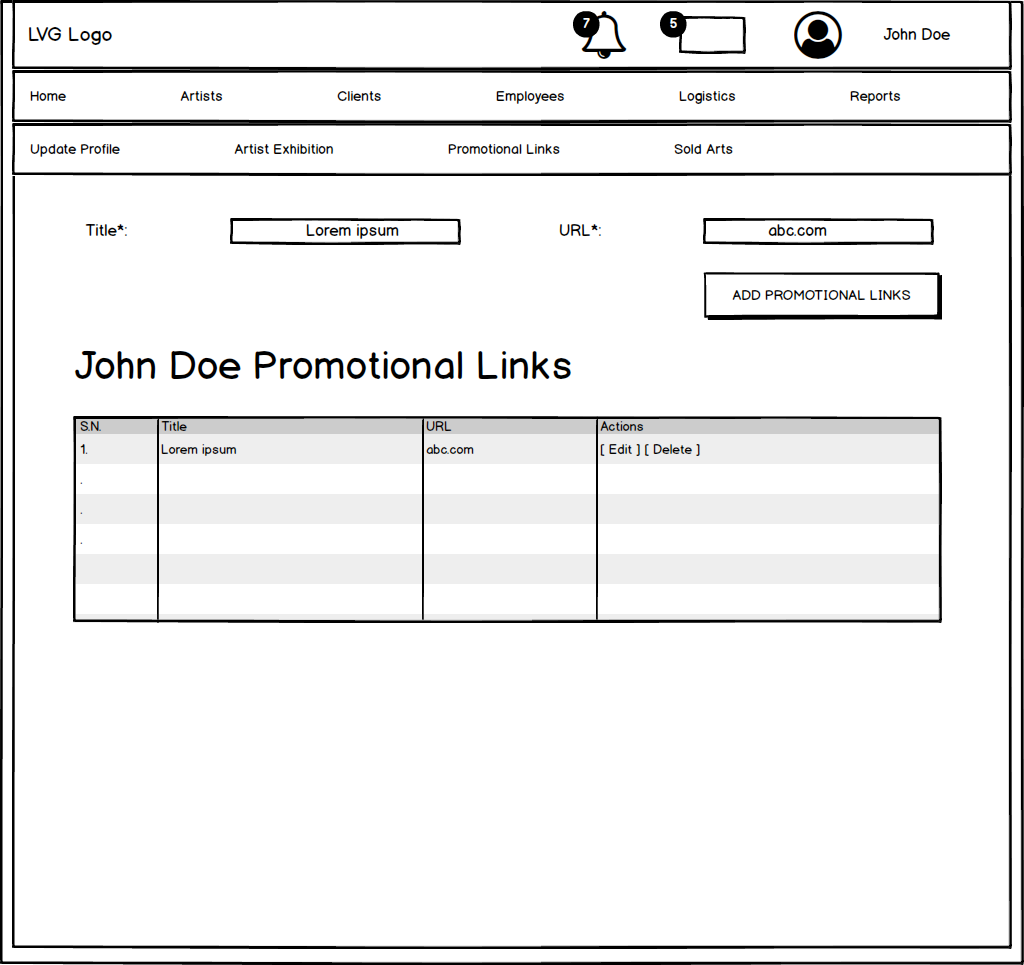 LVG Logo 7 5 John Doe
Home Artists Clients Employees Logistics Reports
Update Profile Artist Exhibition Promotional Links Sold Arts
Title*: Lorem ipsum URL*: abc.com
ADD PROMOTIONAL LINKS
John Doe Promotional Links
S.N. Title URL Actions
1. Lorem ipsum abc.com [ Edit ] [ Delete ]
.
.
.